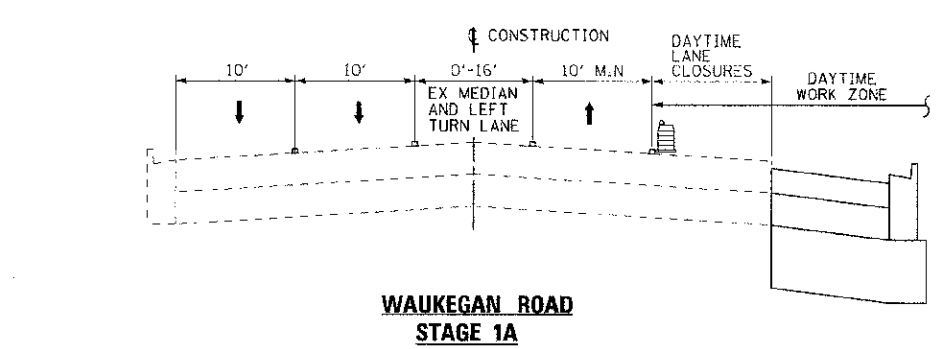 ℄ CONSTRUCTION
DAYTIME
LANE
CLOSURES
10'
10'
0'-16'
10' M.N
DAYTIME
WORK ZONE
EX MEDIAN
AND LEFT
TURN LANE
WAUKEGAN ROAD
STAGE 1A